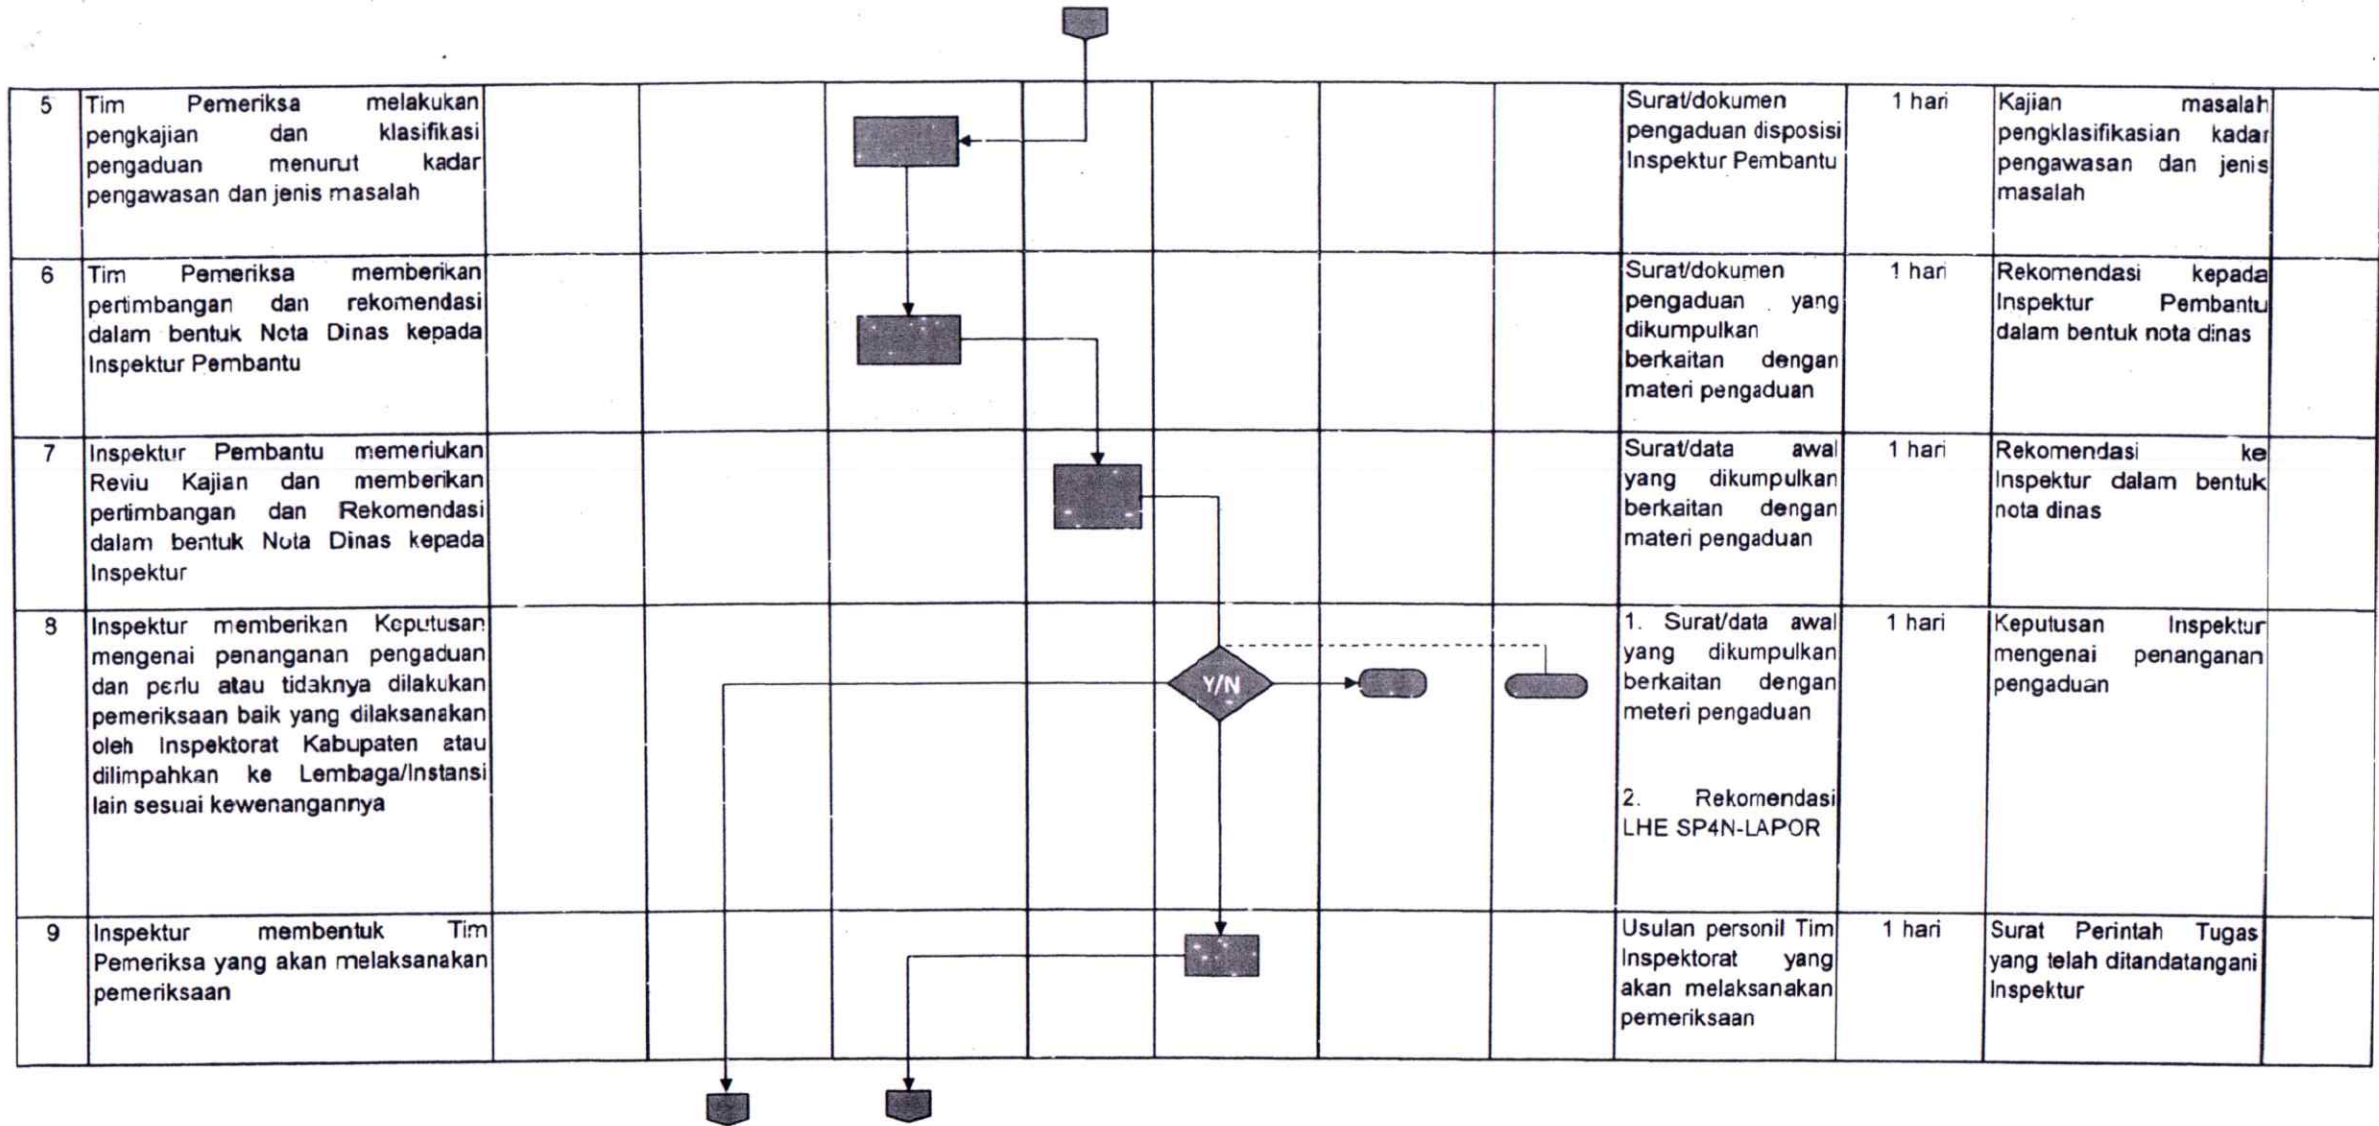 5
Tim Pemeriksa melakukan
pengkajian dan klasifikasi
pengaduan menurut kadar
pengawasan dan jenis masalah
Surat/dokumen
pengaduan disposisi
Inspektur Pembantu
1 hari
Kajian masalah
pengklasifikasian kadar
pengawasan dan jenis
masalah
6
Tim Pemeriksa memberikan
pertimbangan dan rekomendasi
dalam bentuk Nota Dinas kepada
Inspektur Pembantu
Surat/dokumen
pengaduan yang
dikumpulkan
berkaitan dengan
materi pengaduan
1 hari
Rekomendasi kepada
Inspektur Pembantu
dalam bentuk nota dinas
7
Inspektur Pembantu memeriukan
Reviu Kajian dan memberikan
pertimbangan dan Rekomendasi
dalam bentuk Nota Dinas kepada
Inspektur
Surat/data awal
yang dikumpulkan
berkaitan dengan
materi pengaduan
1 hari
Rekomendasi ke
Inspektur dalam bentuk
nota dinas
8
Inspektur memberikan Keputusan
mengenai penanganan pengaduan
dan perlu atau tidaknya dilakukan
pemeriksaan baik yang dilaksanakan
oleh Inspektorat Kabupaten atau
dilimpahkan ke Lembaga/Instansi
lain sesuai kewenangannya
Y/N
1. Surat/data awal
yang dikumpulkan
berkaitan dengan
meteri pengaduan
2. Rekomendasi
LHE SP4N-LAPOR
1 hari
Keputusan Inspektur
mengenai penanganan
pengaduan
9
Inspektur membentuk Tim
Pemeriksa yang akan melaksanakan
pemeriksaan
Usulan personil Tim
Inspektorat yang
akan melaksanakan
pemeriksaan
1 hari
Surat Perintah Tugas
yang telah ditandatangani
Inspektur